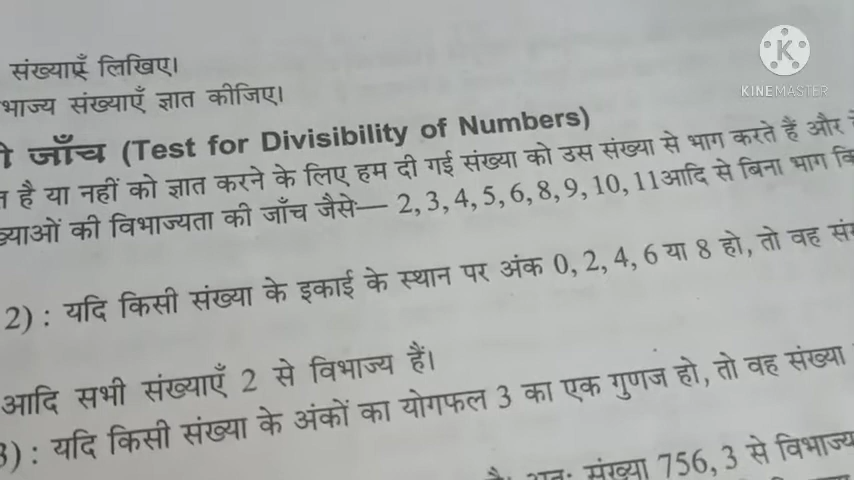 संख्याएँ लिखिए।
भाज्य संख्याएँ ज्ञात कीजिए।
जाँच (Test for Divisibility of Numbers)
है या नहीं को ज्ञात करने के लिए हम दी गई संख्या को उस संख्या से भाग करते हैं और
की विभाज्यता की जाँच जैसे— 2, 3, 4, 5, 6, 8, 9, 10, 11आदि से बिना भाग
2) : यदि किसी संख्या के इकाई के स्थान पर अंक 0, 2, 4, 6 या 8 हो, तो वह
आदि सभी संख्याएँ 2 से विभाज्य हैं।
3) : यदि किसी संख्या के अंकों का योगफल 3 का एक गुणज हो, तो वह संख्या
अतः संख्या 756, 3 से विभाज्य
K
KINEMASTER